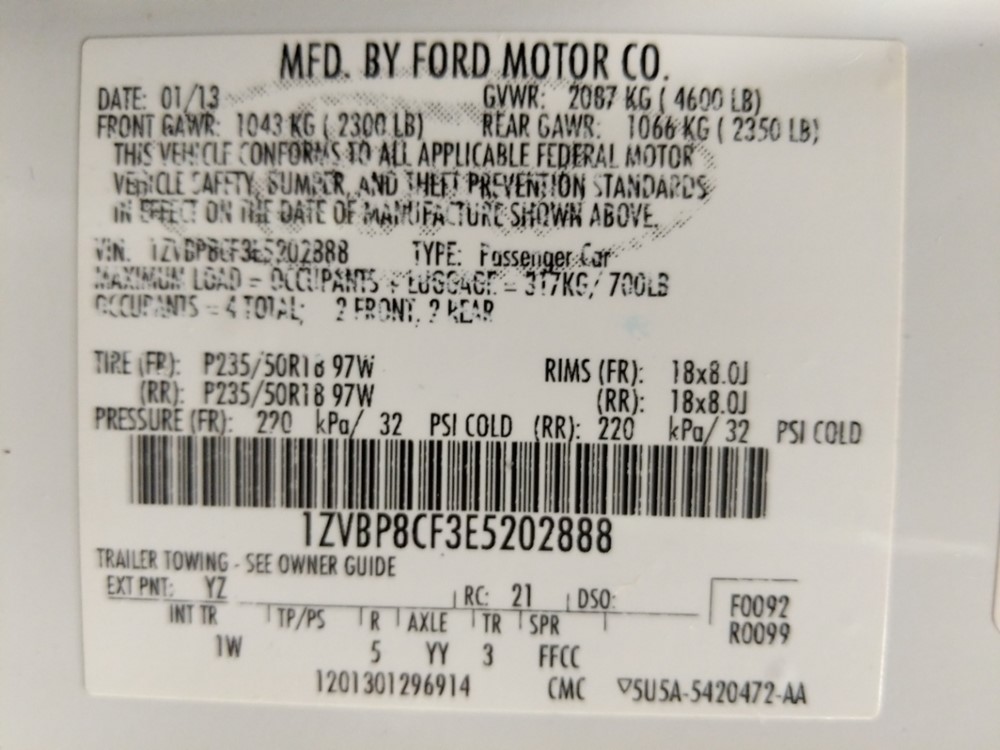 MFD. BY FORD MOTOR CO.
DATE: 01/13 GVWR: 2087 KG ( 4600 LB)
FRONT GAWR: 1043 KG ( 2300 LB) REAR GAWR: 1066 KG ( 2350 LB)
THIS VEHICLE CONFORMS TO ALL APPLICABLE FEDERAL MOTOR
VEHICLE SAFETY, BUMPER, AND THEFT PREVENTION STANDARDS
IN EFFECT ON THE DATE OF MANUFACTURE SHOWN ABOVE.
VIN: 1ZVBP8CF3E5202888 TYPE: Passenger Car
MAXIMUM LOAD = OCCUPANTS + LUGGAGE = 317KG/ 700LB
OCCUPANTS = 4 TOTAL; 2 FRONT, 2 REAR
TIRE (FR): P235/50R18 97W RIMS (FR): 18x8.0J
(RR): P235/50R18 97W (RR): 18x8.0J
PRESSURE (FR): 220 kPa/ 32 PSI COLD (RR): 220 kPa/ 32 PSI COLD
1ZVBP8CF3E5202888
TRAILER TOWING - SEE OWNER GUIDE
EXT PNT: YZ RC: 21 DSO: F0092
INT TR TP/PS R AXLE TR SPR R0099
1W 5 YY 3 FFCC
1201301296914 CMC ▽5U5A-5420472-AA